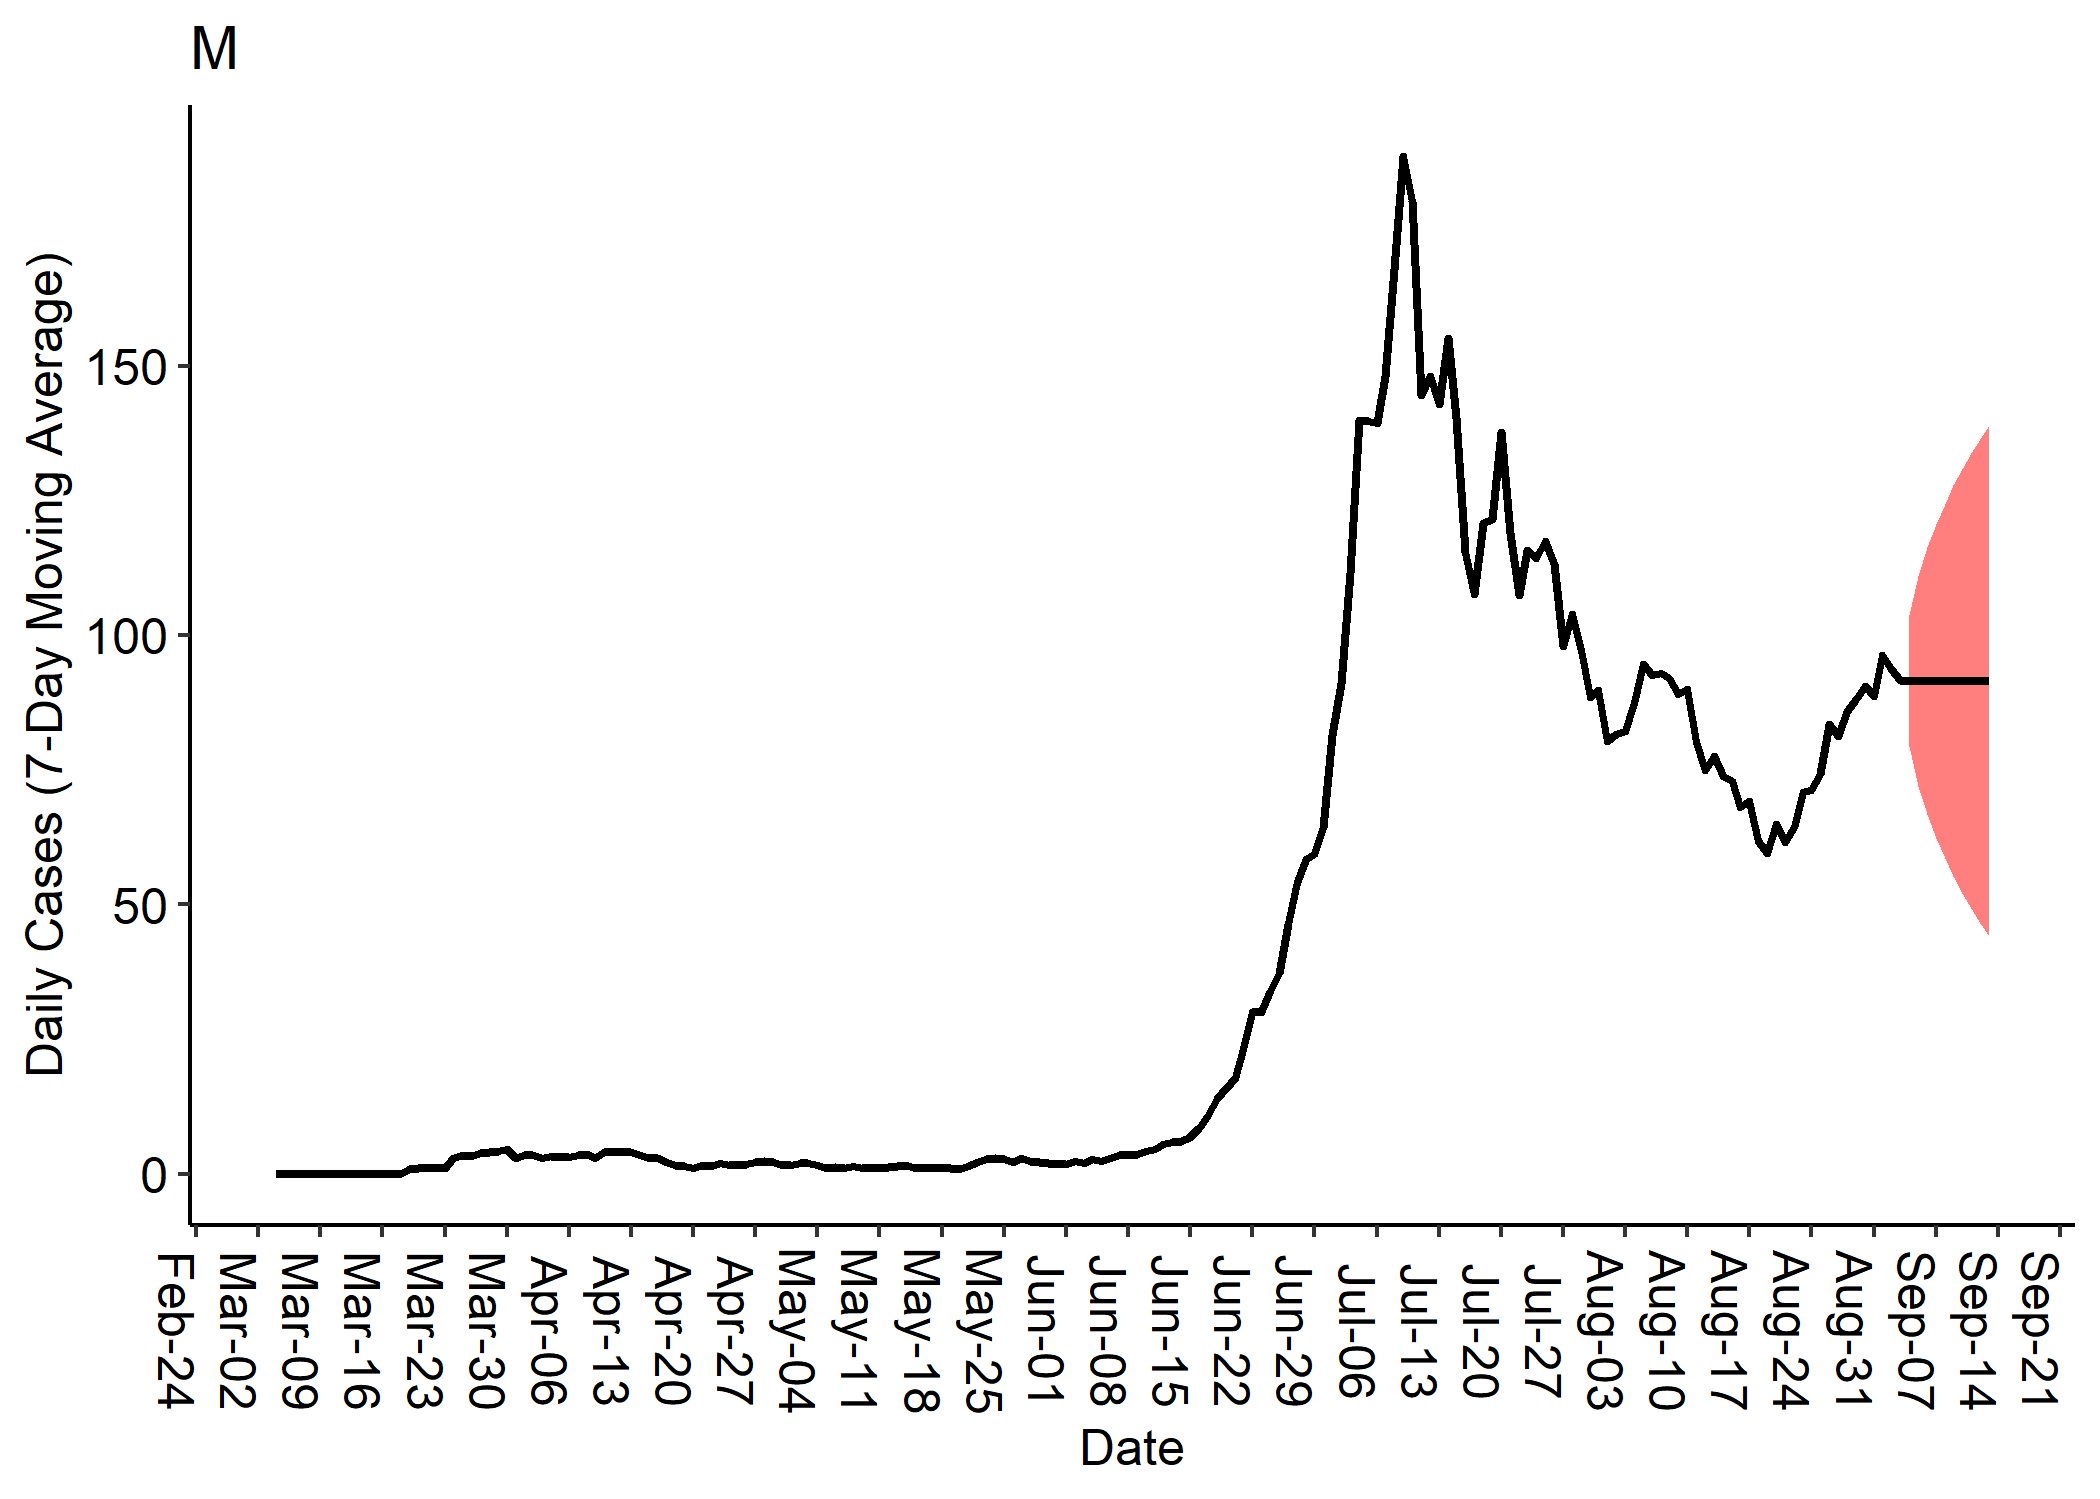 M
Daily Cases (7-Day Moving Average)
150
100
50
0
Feb-24
Mar-02
Mar-09
Mar-16
Mar-23
Mar-30
Apr-06
Apr-13
Apr-20
Apr-27
May-04
May-11
May-18
May-25
Jun-01
Jun-08
Jun-15
Jun-22
Jun-29
Jul-06
Jul-13
Jul-20
Jul-27
Aug-03
Aug-10
Aug-17
Aug-24
Aug-31
Sep-07
Sep-14
Sep-21
Date